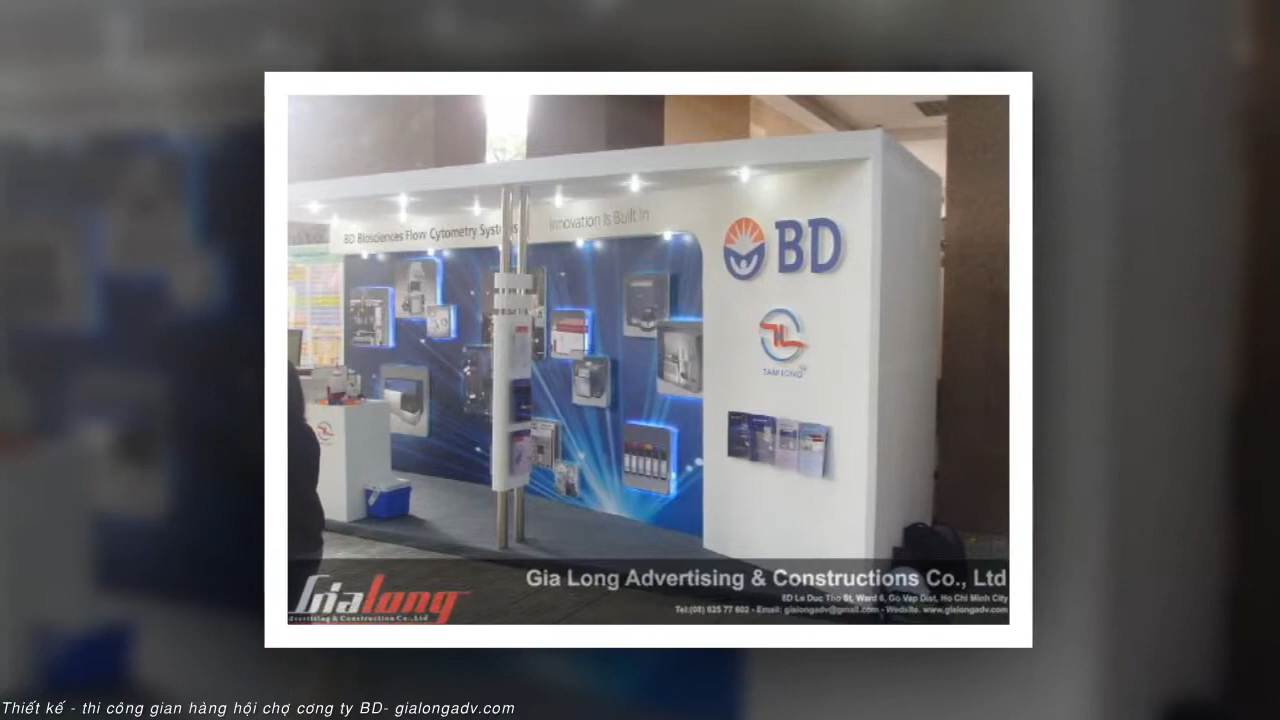 BD Biosciences Flow Cytometry Systems
Innovation Is Built In
BD
TAM LONG
Gialong
Advertising & Construction Co.,Ltd
Gia Long Advertising & Constructions Co., Ltd
8D Le Duc Tho St, Ward 6, Go Vap Dist, Ho Chi Minh City
Tel:(08) 625 77 602 - Email: gialongadv@gmail.com - Wedsite. www.gialongadv.com
Thiết kế - thi công gian hàng hội chợ cơng ty BD- gialongadv.com